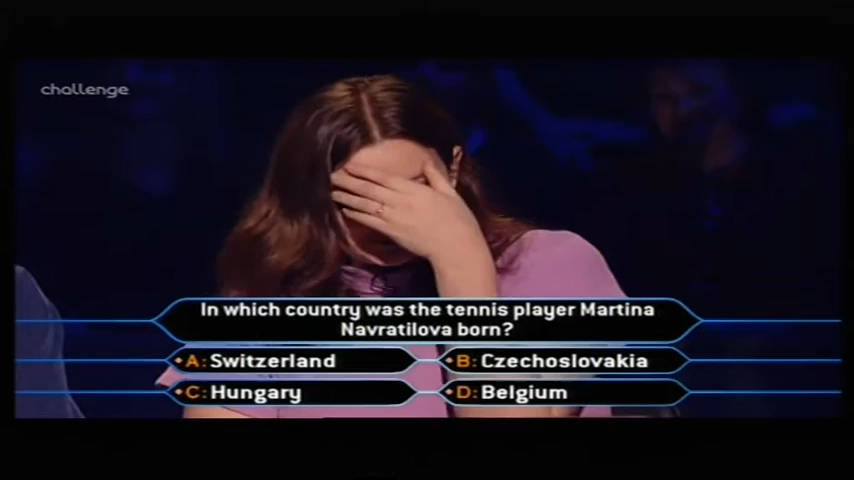 challenge
In which country was the tennis player Martina
Navratilova born?
A: Switzerland
B: Czechoslovakia
C: Hungary
D: Belgium